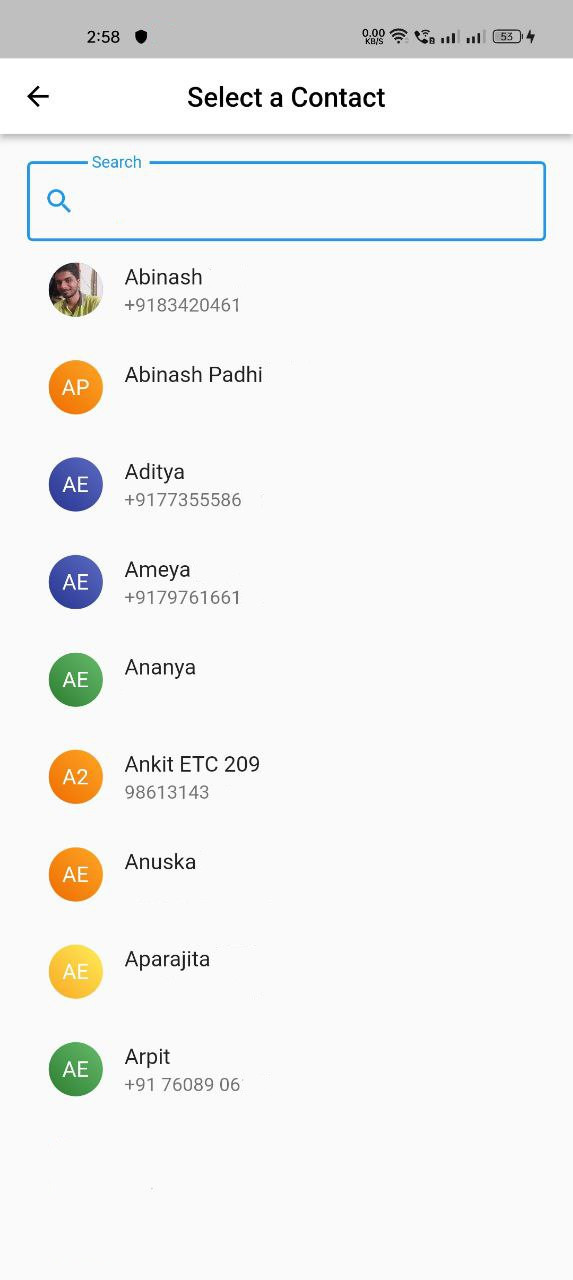 2:58
0.00
KB/S
53
Select a Contact
Search
Abinash
+9183420461
AP
Abinash Padhi
AE
Aditya
+9177355586
AE
Ameya
+9179761661
AE
Ananya
A2
Ankit ETC 209
98613143
AE
Anuska
AE
Aparajita
AE
Arpit
+91 76089 06